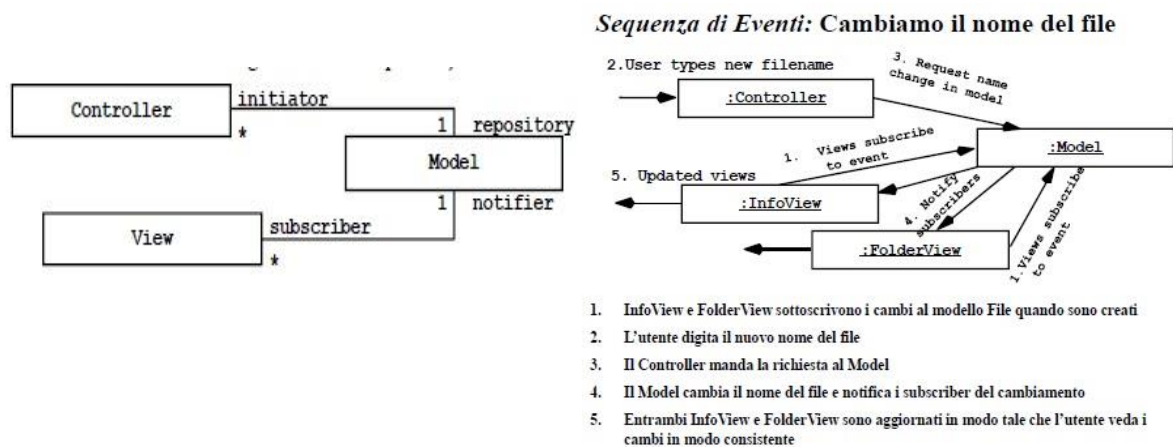 Controller
initiator
*
1 repository
Model
1 notifier
View
subscriber
*
Sequenza di Eventi: Cambiamo il nome del file
2.User types new filename
:Controller
3. Request name
change in model
:Model
1. Views subscribe
to event
5. Updated views
:InfoView
4. Notify
subscribers
:FolderView
1.Views subscribe
to event
1. InfoView e FolderView sottoscrivono i cambi al modello File quando sono creati
2. L'utente digita il nuovo nome del file
3. Il Controller manda la richiesta al Model
4. Il Model cambia il nome del file e notifica i subscriber del cambiamento
5. Entrambi InfoView e FolderView sono aggiornati in modo tale che l'utente veda i
cambi in modo consistente